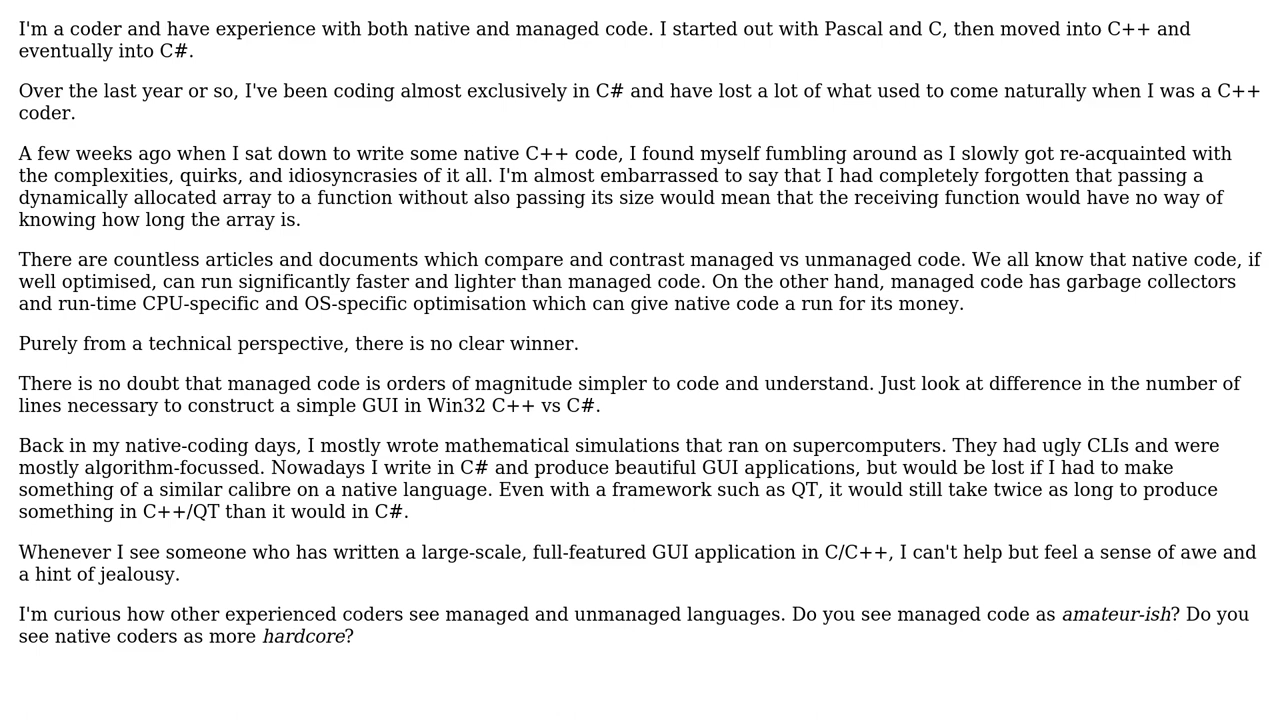 I'm a coder and have experience with both native and managed code. I started out with Pascal and C, then moved into C++ and
eventually into C#.
Over the last year or so, I've been coding almost exclusively in C# and have lost a lot of what used to come naturally when I was a C++
coder.
A few weeks ago when I sat down to write some native C++ code, I found myself fumbling around as I slowly got re-acquainted with
the complexities, quirks, and idiosyncrasies of it all. I'm almost embarrassed to say that I had completely forgotten that passing a
dynamically allocated array to a function without also passing its size would mean that the receiving function would have no way of
knowing how long the array is.
There are countless articles and documents which compare and contrast managed vs unmanaged code. We all know that native code, if
well optimised, can run significantly faster and lighter than managed code. On the other hand, managed code has garbage collectors
and run-time CPU-specific and OS-specific optimisation which can give native code a run for its money.
Purely from a technical perspective, there is no clear winner.
There is no doubt that managed code is orders of magnitude simpler to code and understand. Just look at difference in the number of
lines necessary to construct a simple GUI in Win32 C++ vs C#.
Back in my native-coding days, I mostly wrote mathematical simulations that ran on supercomputers. They had ugly CLIs and were
mostly algorithm-focussed. Nowadays I write in C# and produce beautiful GUI applications, but would be lost if I had to make
something of a similar calibre on a native language. Even with a framework such as QT, it would still take twice as long to produce
something in C++/QT than it would in C#.
Whenever I see someone who has written a large-scale, full-featured GUI application in C/C++, I can't help but feel a sense of awe and
a hint of jealousy.
I'm curious how other experienced coders see managed and unmanaged languages. Do you see managed code as amateur-ish? Do you
see native coders as more hardcore?